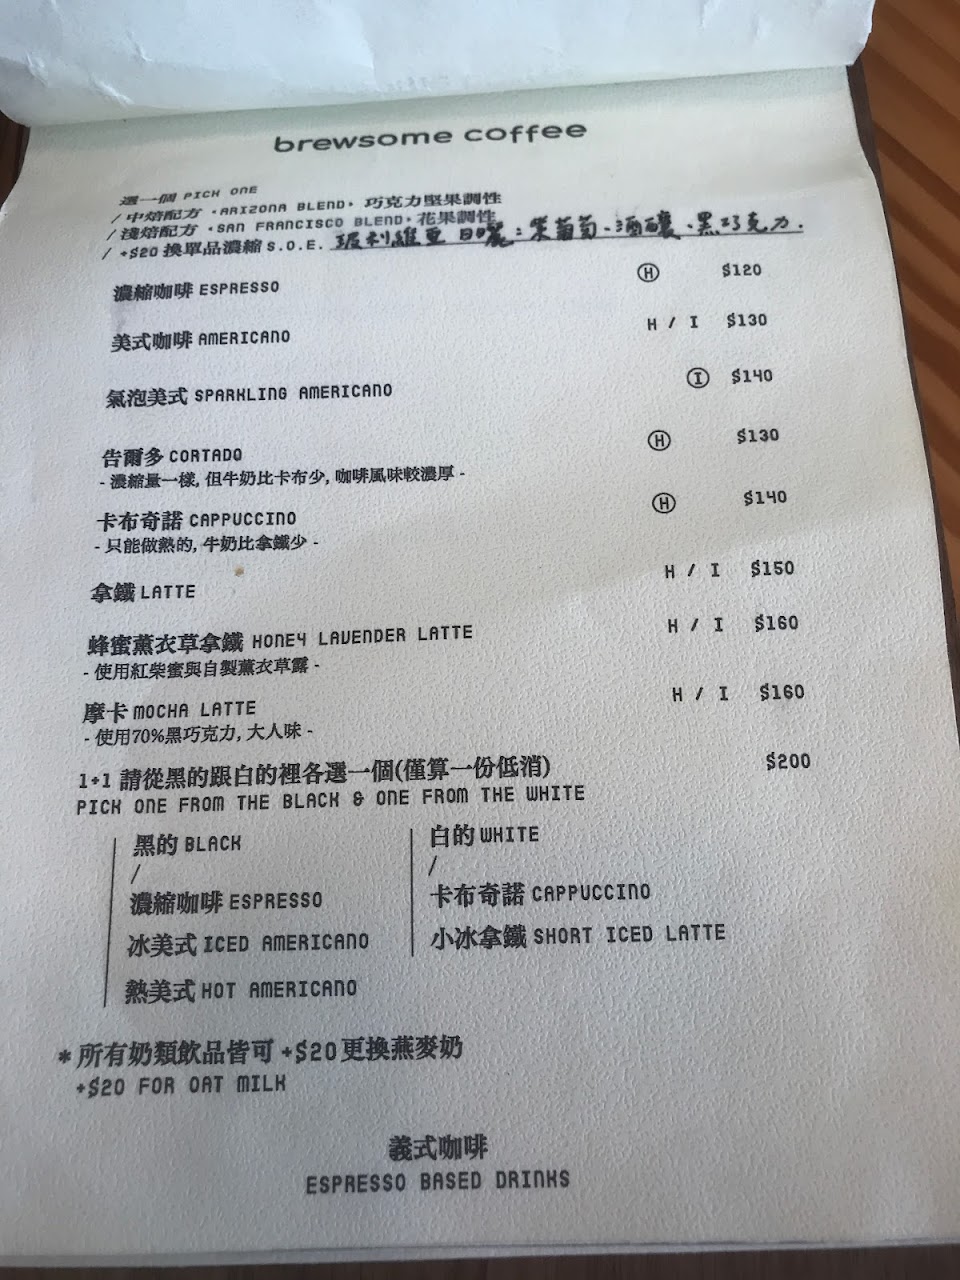 brewsome coffee
選一個 PICK ONE
/ 中焙配方 ·ARIZONA BLEND, 巧克力堅果調性
/ 淺焙配方 ·SAN FRANCISCO BLEND, 花果調性
/ +$20 換單品濃縮 S.O.E. 玻利維亞 日曬：紫葡萄、酒釀、黑巧克力.
濃縮咖啡 ESPRESSO Ⓗ $120
美式咖啡 AMERICANO H / I $130
氣泡美式 SPARKLING AMERICANO Ⓘ $140
告爾多 CORTADO Ⓗ $130
- 濃縮量一樣, 但牛奶比卡布少, 咖啡風味較濃厚 -
卡布奇諾 CAPPUCCINO Ⓗ $140
- 只能做熱的, 牛奶比拿鐵少 -
拿鐵 LATTE H / I $150
蜂蜜薰衣草拿鐵 HONEY LAVENDER LATTE H / I $160
- 使用紅柴蜜與自製薰衣草露 -
摩卡 MOCHA LATTE H / I $160
- 使用70%黑巧克力, 大人味 -
1+1 請從黑的跟白的裡各選一個(僅算一份低消) $200
PICK ONE FROM THE BLACK & ONE FROM THE WHITE
黑的 BLACK
/
濃縮咖啡 ESPRESSO
冰美式 ICED AMERICANO
熱美式 HOT AMERICANO
白的 WHITE
/
卡布奇諾 CAPPUCCINO
小冰拿鐵 SHORT ICED LATTE
* 所有奶類飲品皆可 +$20 更換燕麥奶
+$20 FOR OAT MILK
義式咖啡
ESPRESSO BASED DRINKS